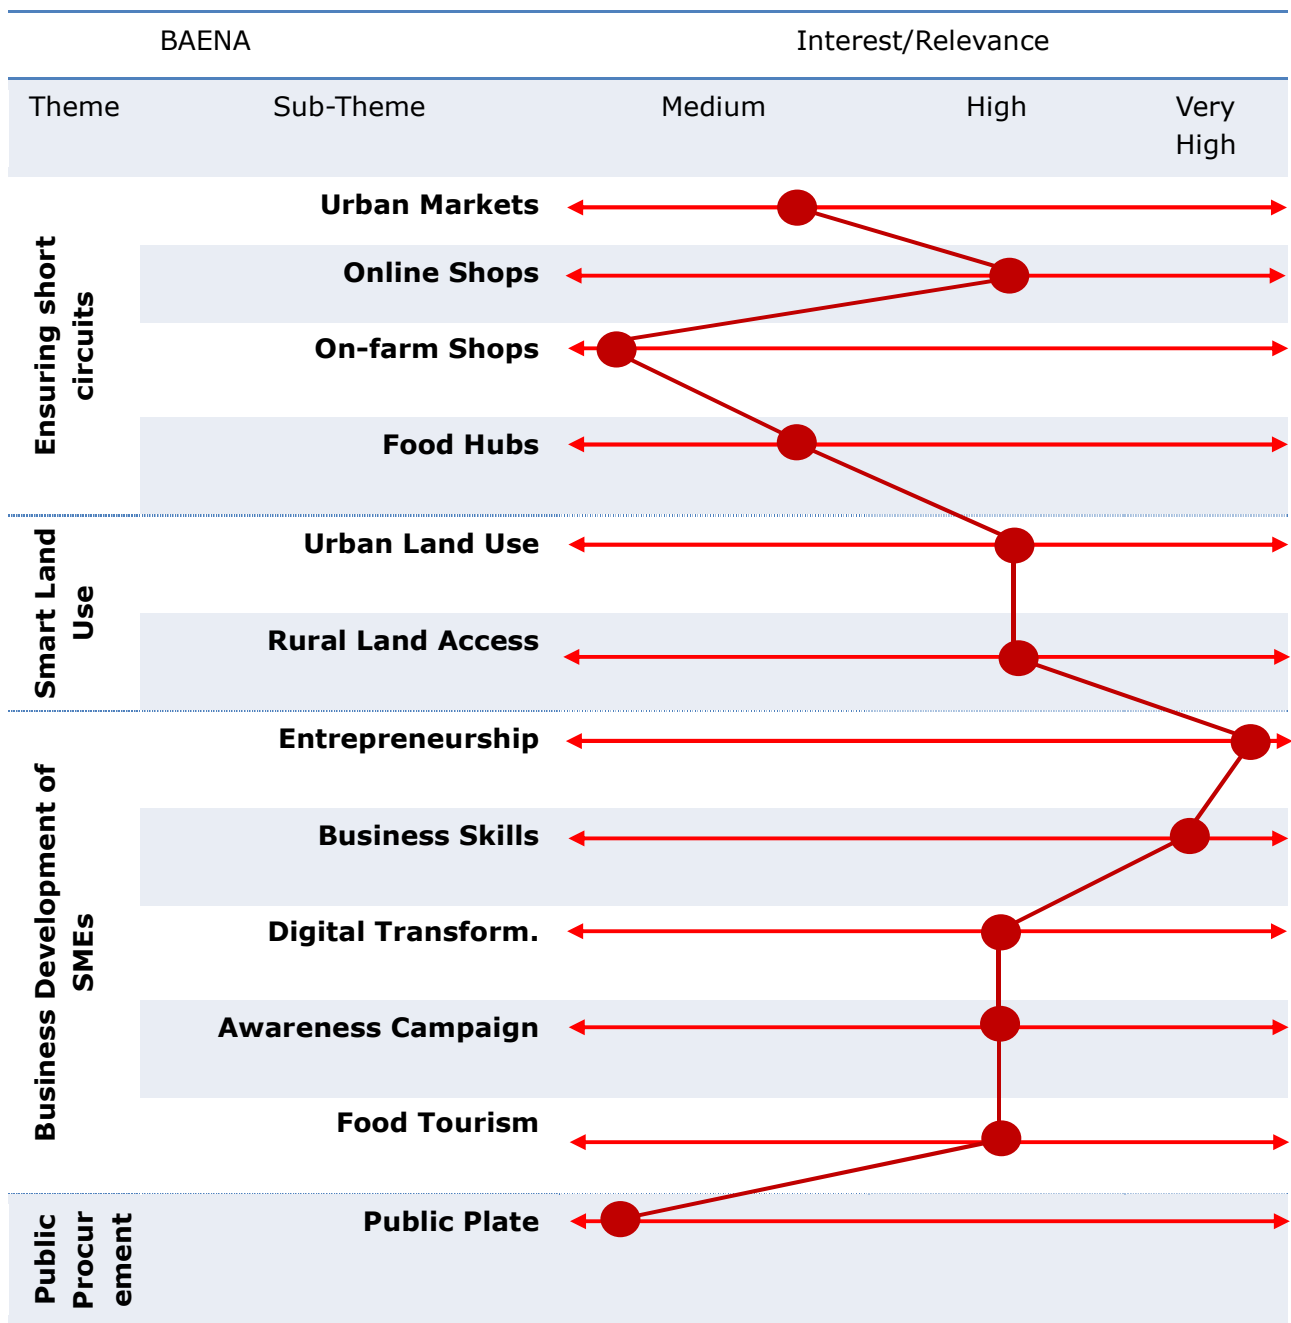 BAENA
Interest/Relevance
Theme
Sub-Theme
Medium
High
Very
High
Ensuring short
circuits
Urban Markets
Online Shops
On-farm Shops
Food Hubs
Smart Land
Use
Urban Land Use
Rural Land Access
Business Development of
SMEs
Entrepreneurship
Business Skills
Digital Transform.
Awareness Campaign
Food Tourism
Public
Procur
ement
Public Plate